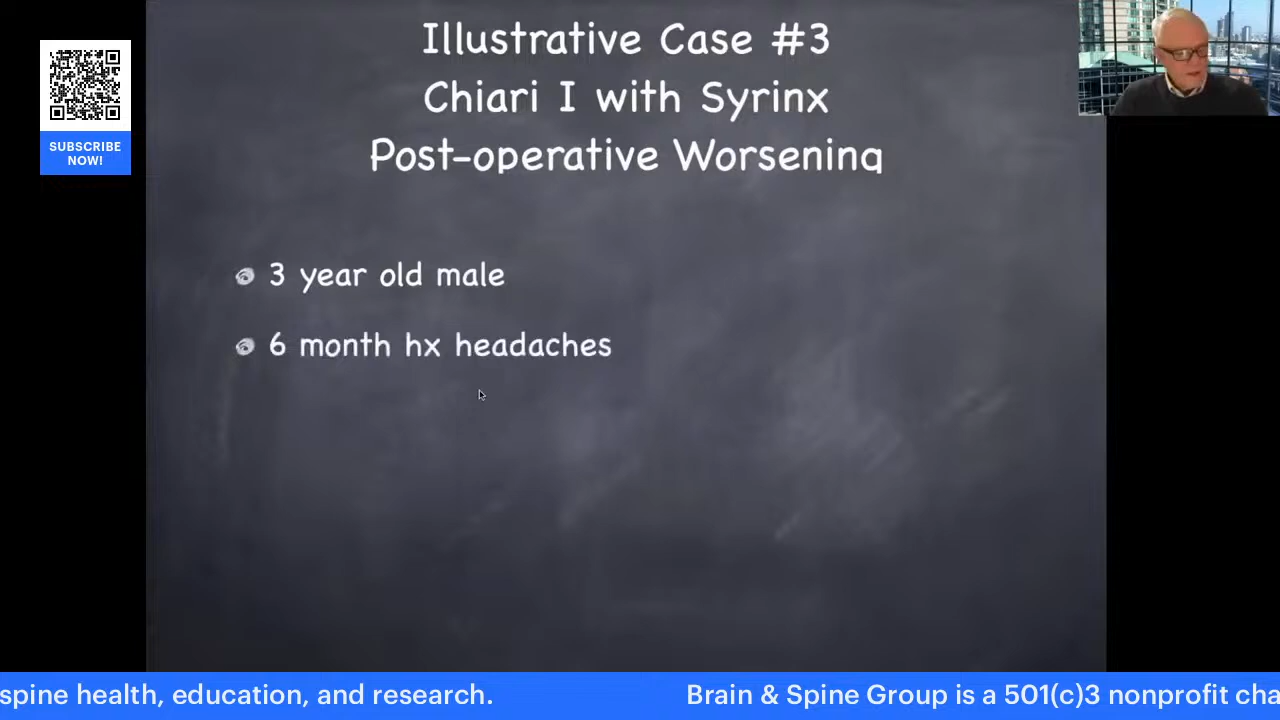 SUBSCRIBE
NOW!
Illustrative Case #3
Chiari I with Syrinx
Post-operative Worsening
3 year old male
6 month hx headaches
spine health, education, and research.
Brain & Spine Group is a 501(c)3 nonprofit cha